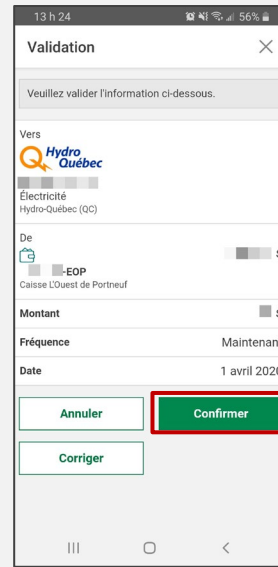 13 h 24 56%
Validation
Veuillez valider l'information ci-dessous.
Vers
Hydro
Québec
Électricité
Hydro-Québec (QC)
De
-EOP
Caisse L'Ouest de Portneuf
Montant
Fréquence Maintenan
Date 1 avril 2020
Annuler Confirmer
Corriger